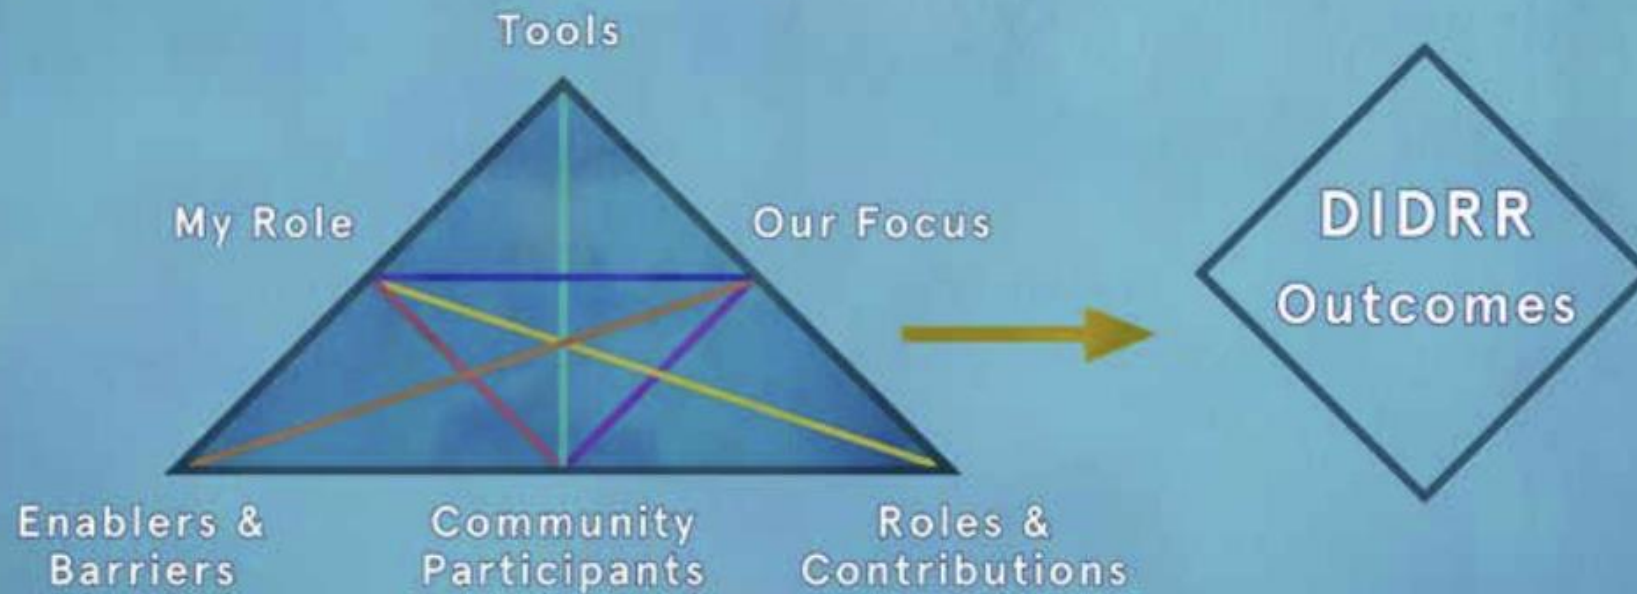 Tools
My Role
Our Focus
DIDRR
Outcomes
Enablers &
Barriers
Community
Participants
Roles &
Contributions